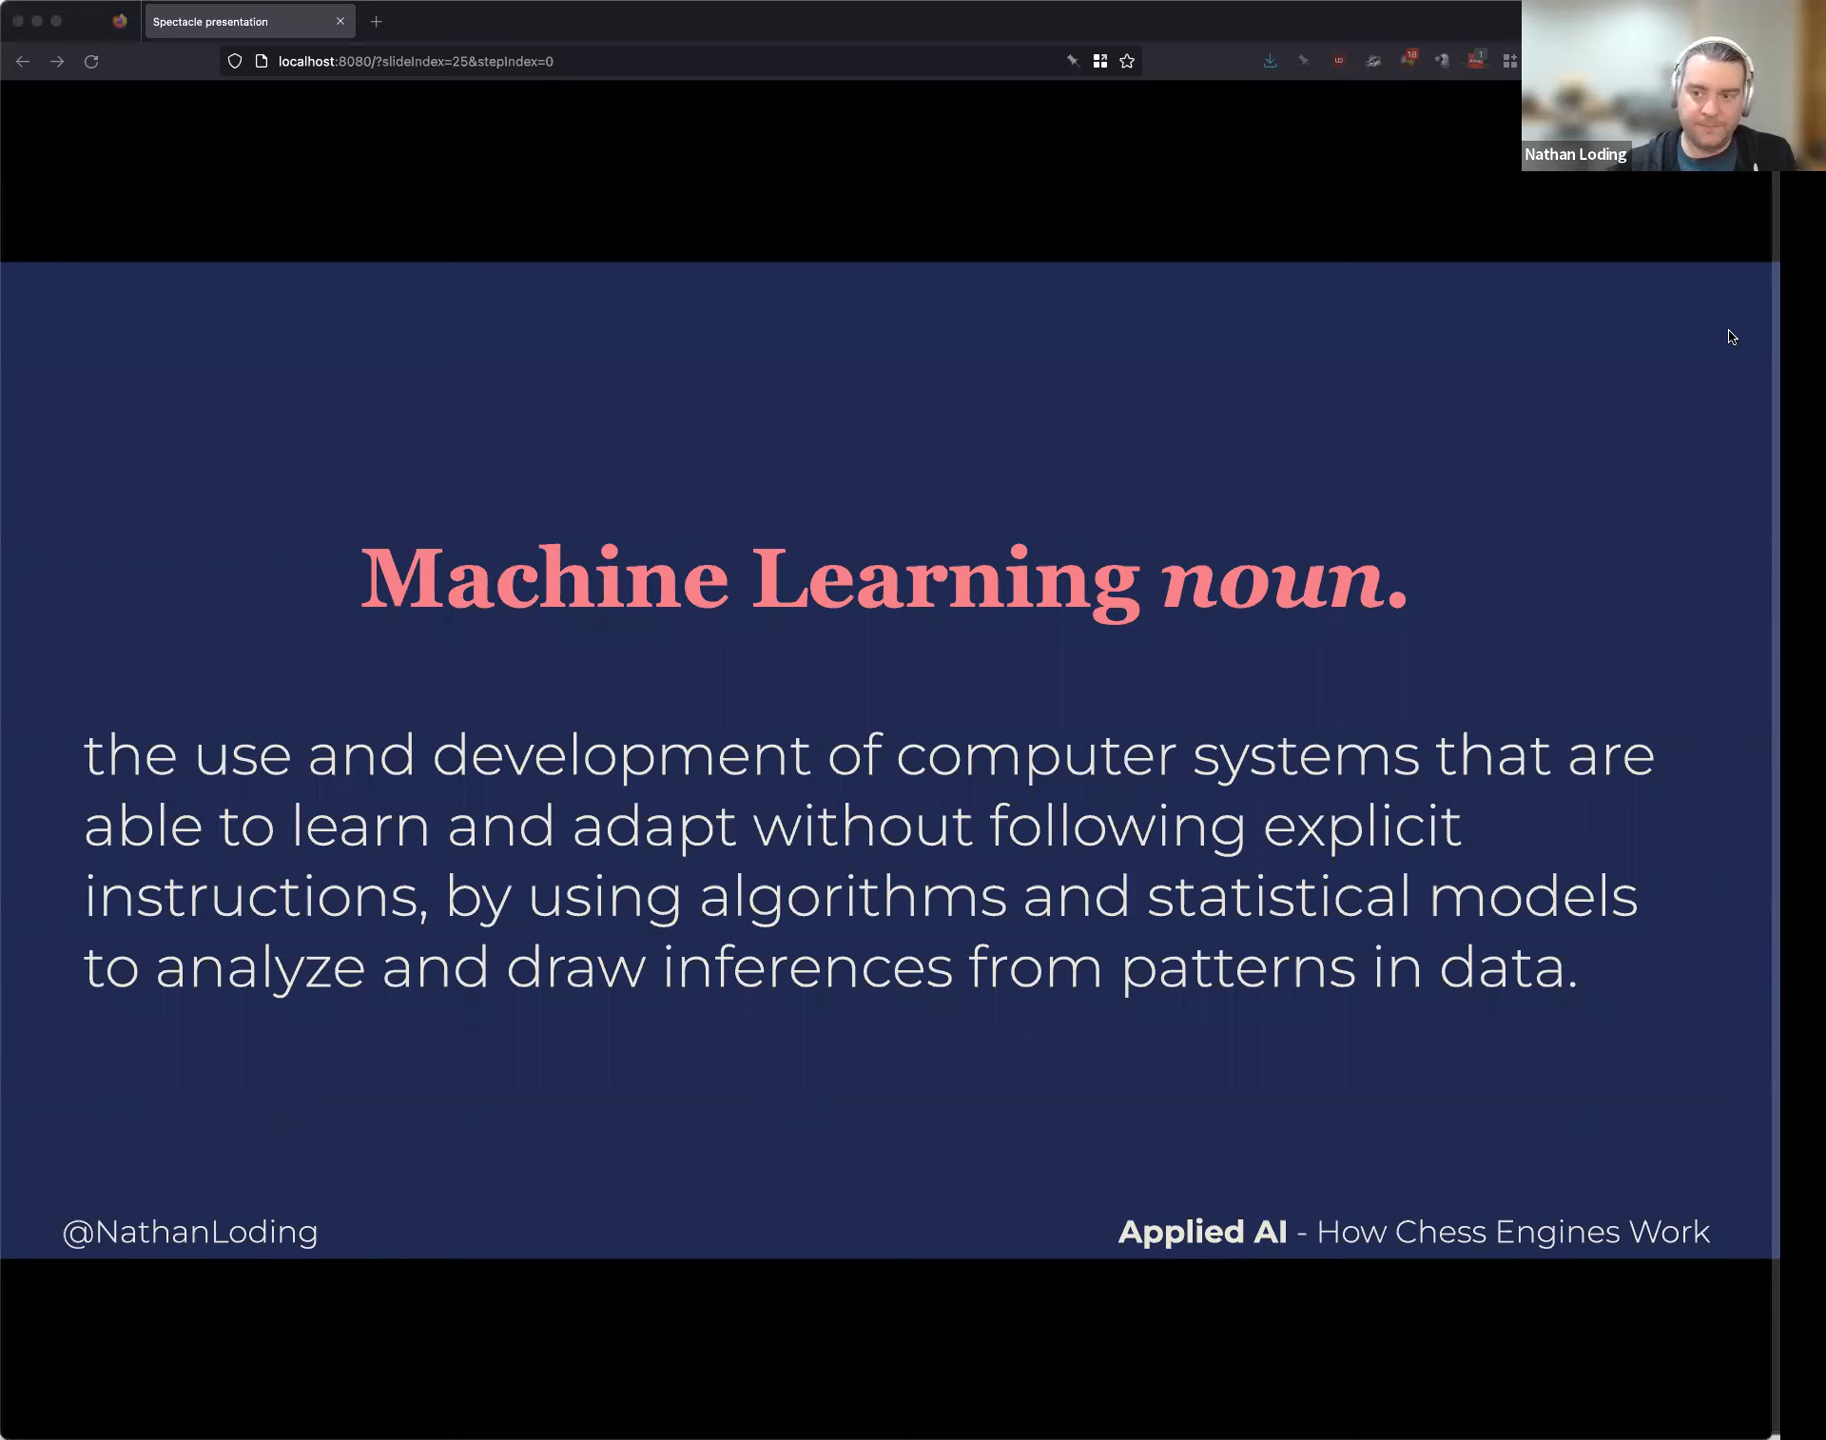 Spectacle presentation
localhost:8080/?slideIndex=25&stepIndex=0
18
1
Nathan Loding
Machine Learning noun.
the use and development of computer systems that are
able to learn and adapt without following explicit
instructions, by using algorithms and statistical models
to analyze and draw inferences from patterns in data.
@NathanLoding
Applied AI - How Chess Engines Work